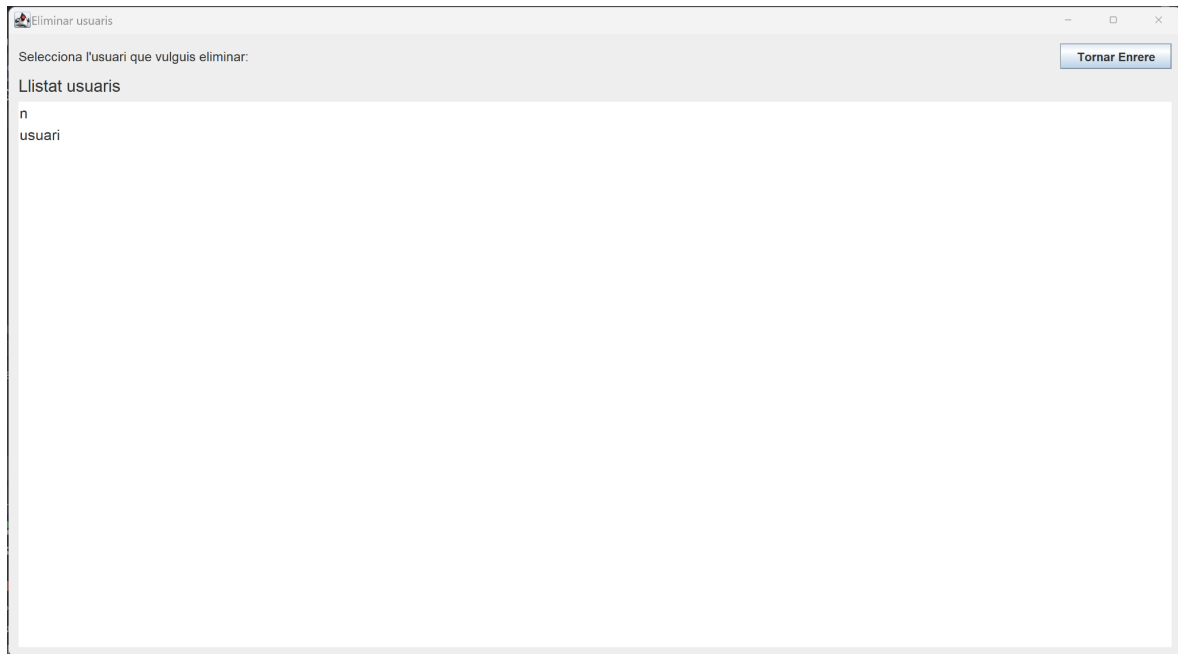 Eliminar usuaris
Selecciona l'usuari que vulguis eliminar:
Tornar Enrere
Llistat usuaris
n
usuari